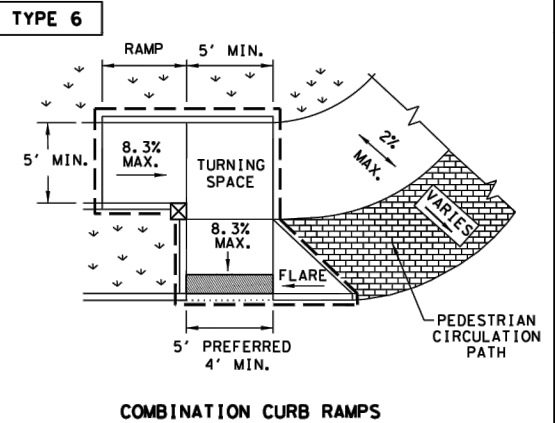 TYPE 6
RAMP
5' MIN.
5' MIN.
8.3%
MAX.
TURNING
SPACE
2%
MAX.
VARIES
8.3%
MAX.
FLARE
PEDESTRIAN
CIRCULATION
PATH
5' PREFERRED
4' MIN.
COMBINATION CURB RAMPS